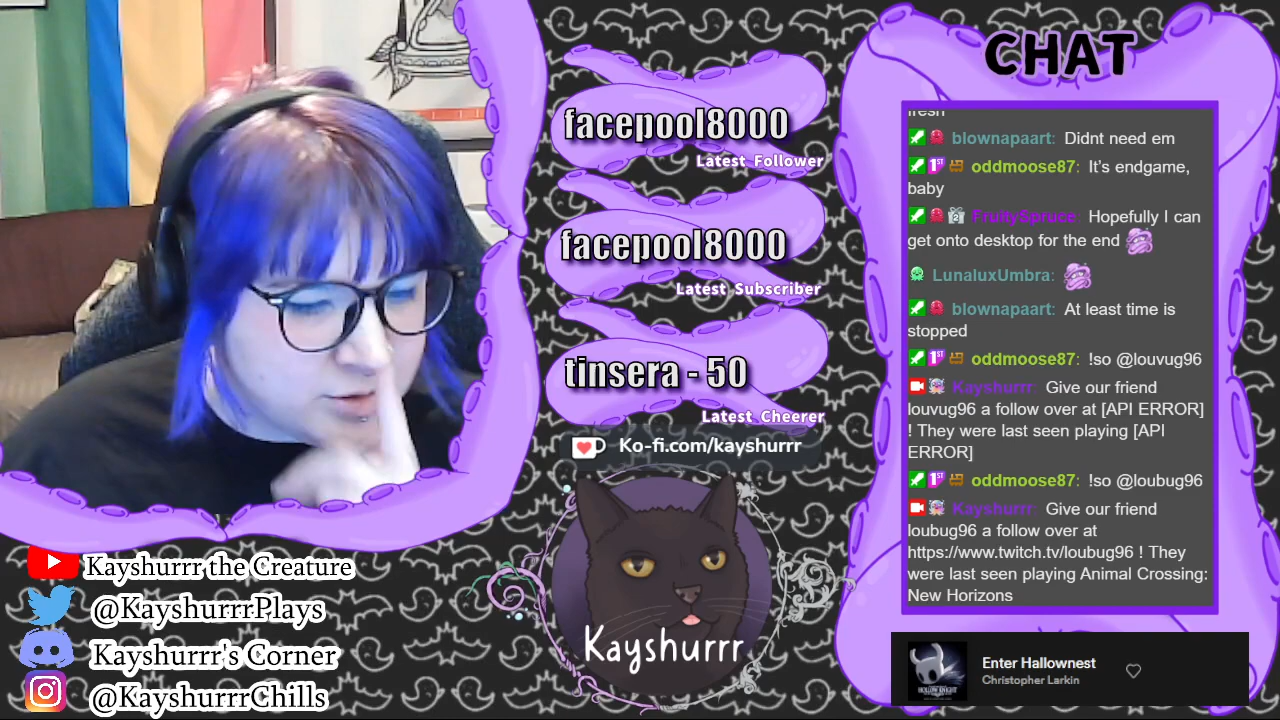 facepool8000
Latest Follower
facepool8000
Latest Subscriber
tinsera - 50
Latest Cheerer
Ko-fi.com/kayshurrr
Kayshurrr
Kayshurrr the Creature
@KayshurrrPlays
Kayshurrr's Corner
@KayshurrrChills
CHAT
fresh
blownapaart: Didnt need em
oddmoose87: It's endgame,
baby
FruitySpruce: Hopefully I can
get onto desktop for the end
LunaluxUmbra:
blownapaart: At least time is
stopped
oddmoose87: !so @louvug96
Kayshurrr: Give our friend
louvug96 a follow over at [API ERROR]
! They were last seen playing [API
ERROR]
oddmoose87: !so @loubug96
Kayshurrr: Give our friend
loubug96 a follow over at
https://www.twitch.tv/loubug96 ! They
were last seen playing Animal Crossing:
New Horizons
Enter Hallownest
Christopher Larkin
HOLLOW KNIGHT